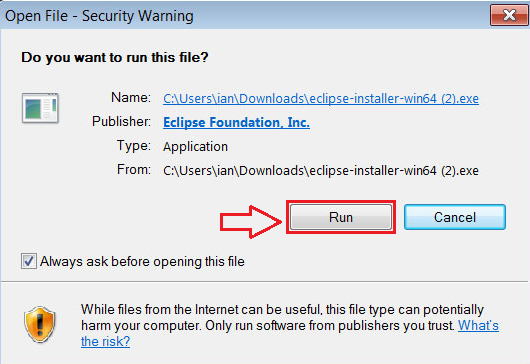 Open File - Security Warning
Do you want to run this file?
Name: C:\Users\ian\Downloads\eclipse-installer-win64 (2).exe
Publisher: Eclipse Foundation, Inc.
Type: Application
From: C:\Users\ian\Downloads\eclipse-installer-win64 (2).exe
Run Cancel
Always ask before opening this file
While files from the Internet can be useful, this file type can potentially
harm your computer. Only run software from publishers you trust. What's
the risk?